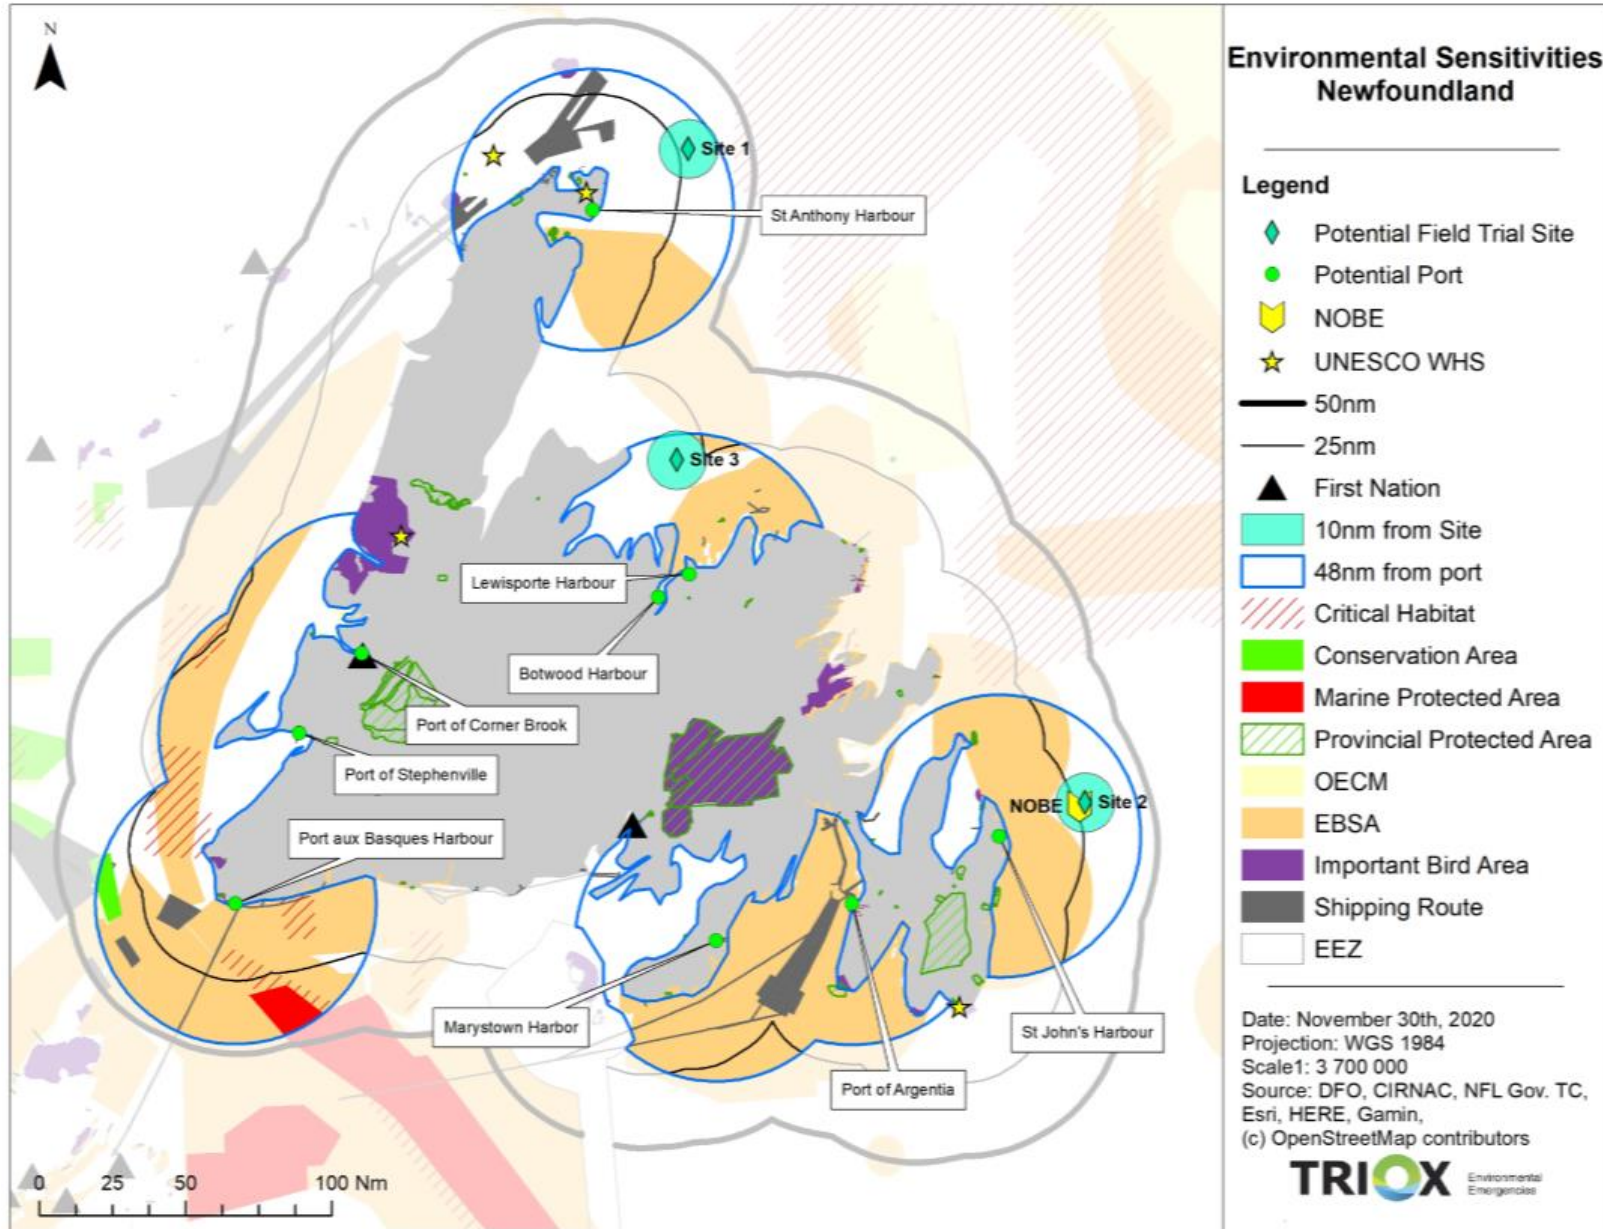 N
Site 1
St Anthony Harbour
Site 3
Lewisporte Harbour
Botwood Harbour
Port of Corner Brook
Port of Stephenville
Port aux Basques Harbour
NOBE
Site 2
Marystown Harbor
St John's Harbour
Port of Argentia
0 25 50 100 Nm
Environmental Sensitivities
Newfoundland
Legend
Potential Field Trial Site
Potential Port
NOBE
UNESCO WHS
50nm
25nm
First Nation
10nm from Site
48nm from port
Critical Habitat
Conservation Area
Marine Protected Area
Provincial Protected Area
OECM
EBSA
Important Bird Area
Shipping Route
EEZ
Date: November 30th, 2020
Projection: WGS 1984
Scale1: 3 700 000
Source: DFO, CIRNAC, NFL Gov. TC,
Esri, HERE, Gamin,
(c) OpenStreetMap contributors
TRIOX Environmental
Emergencies